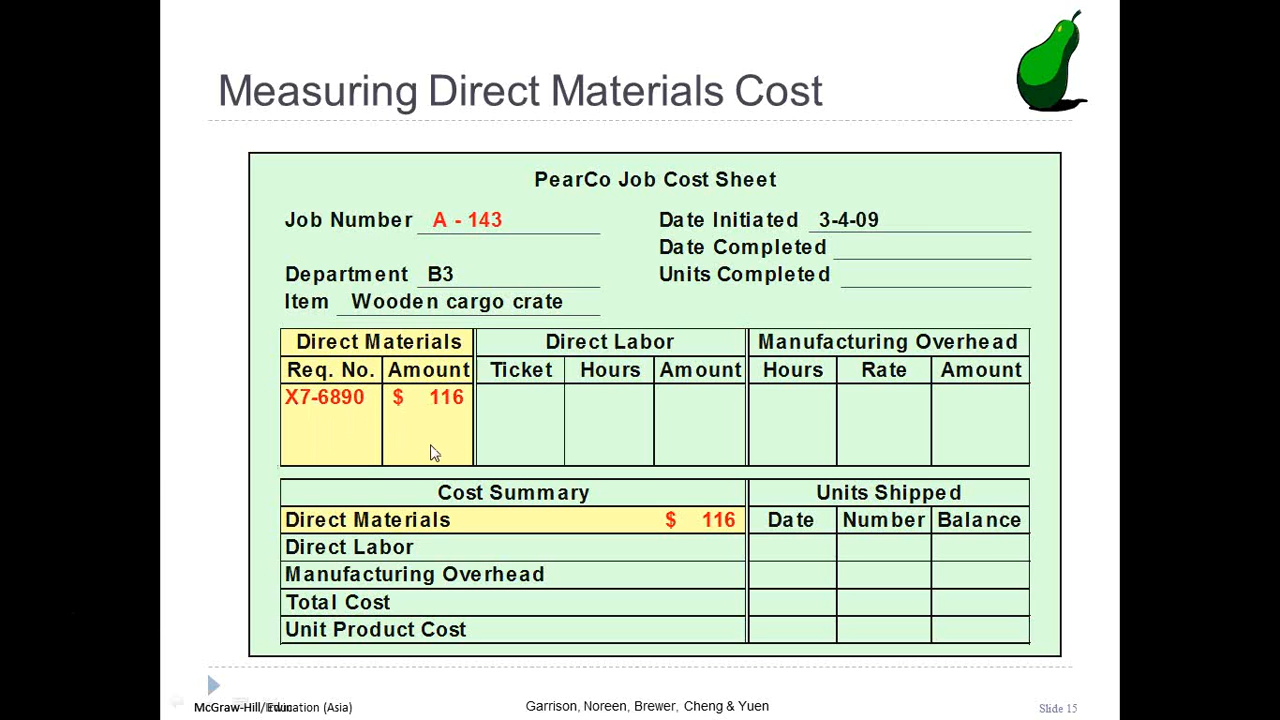 Measuring Direct Materials Cost
PearCo Job Cost Sheet
Job Number A - 143 Date Initiated 3-4-09
Date Completed
Department B3 Units Completed
Item Wooden cargo crate
Direct Materials Direct Labor Manufacturing Overhead
Req. No. Amount Ticket Hours Amount Hours Rate Amount
X7-6890 $ 116
Cost Summary Units Shipped
Direct Materials $ 116 Date Number Balance
Direct Labor
Manufacturing Overhead
Total Cost
Unit Product Cost
McGraw-Hill/Education (Asia) Garrison, Noreen, Brewer, Cheng & Yuen Slide 15